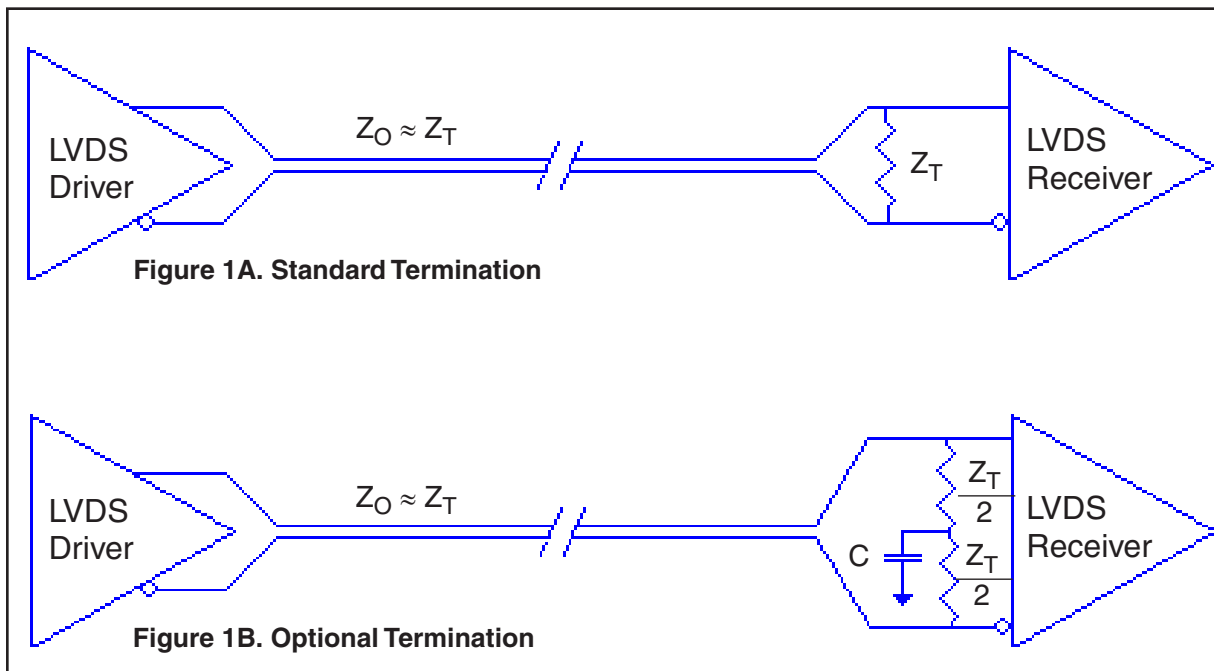 LVDS
Driver
Z_O ≈ Z_T
Z_T
LVDS
Receiver
Figure 1A. Standard Termination
LVDS
Driver
Z_O ≈ Z_T
C
Z_T
2
Z_T
2
LVDS
Receiver
Figure 1B. Optional Termination